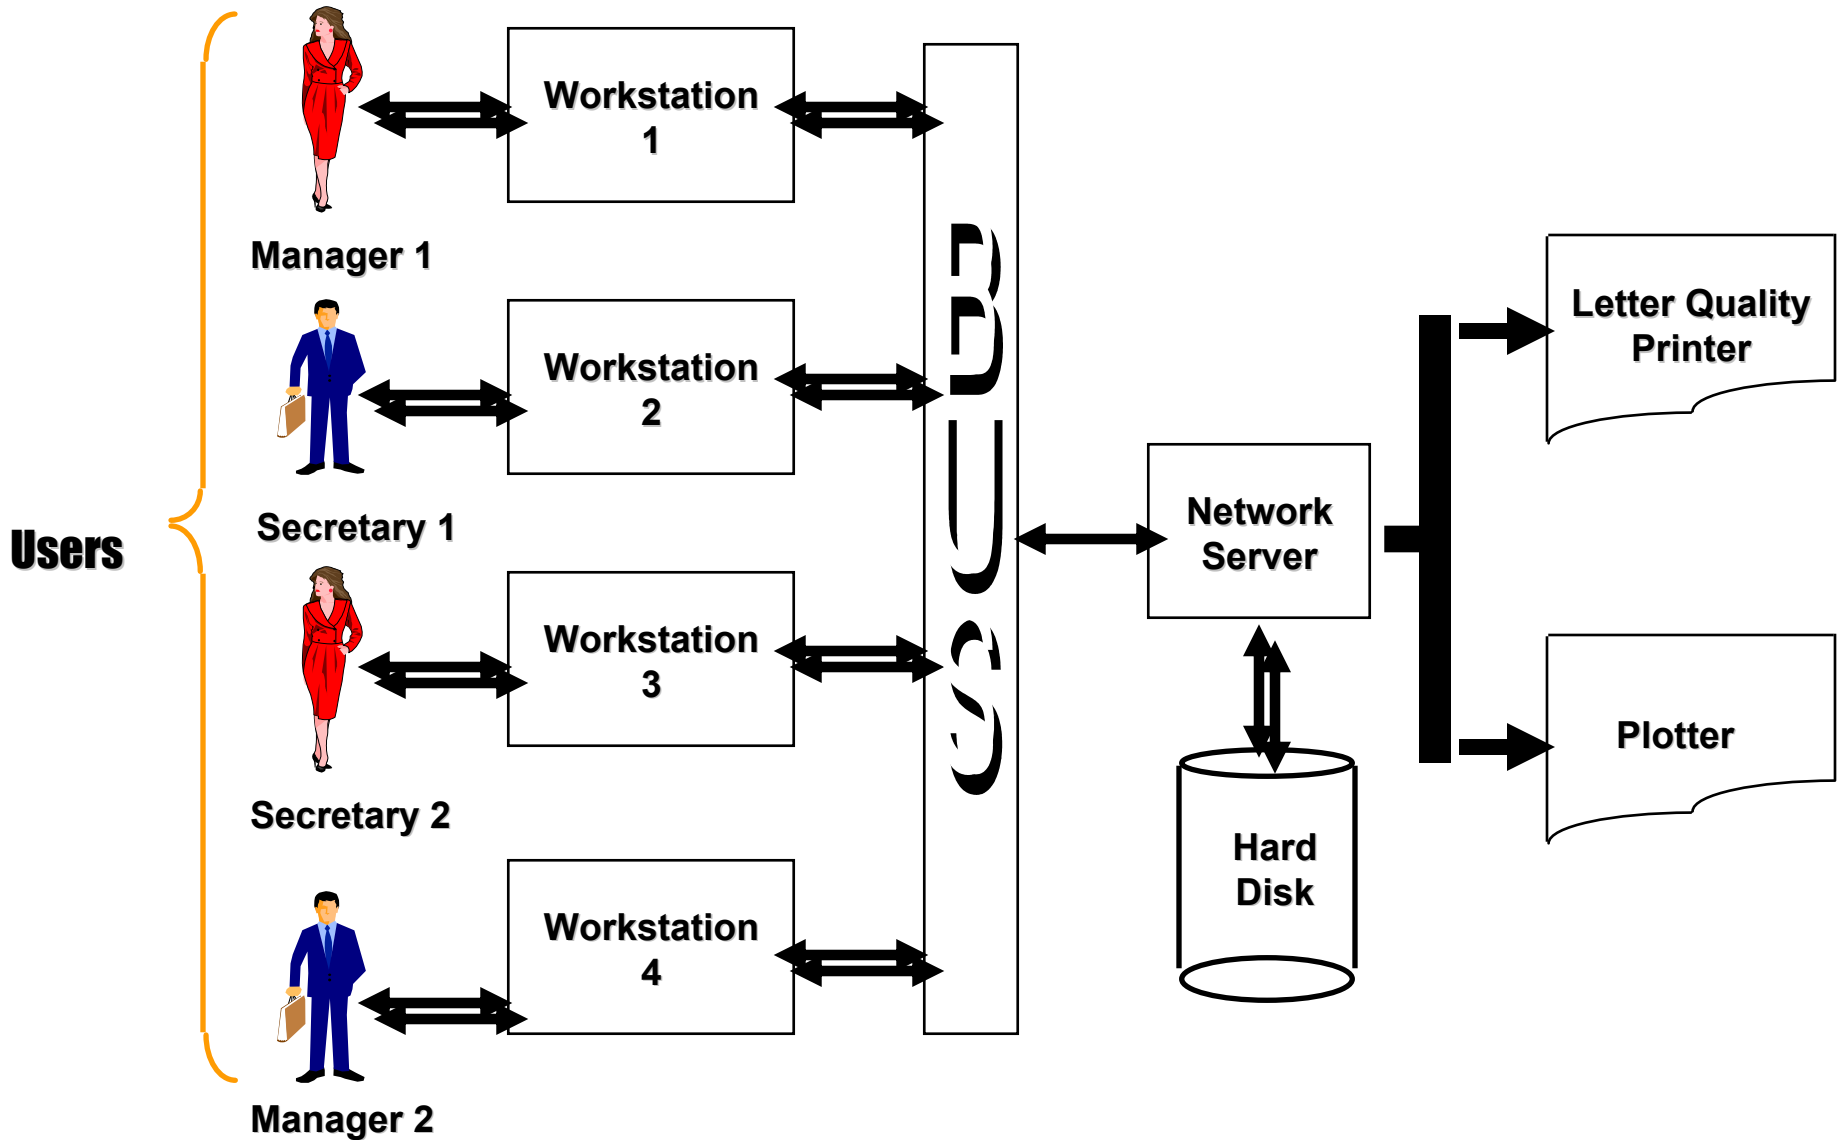 Users
Manager 1
Secretary 1
Secretary 2
Manager 2
Workstation
1
Workstation
2
Workstation
3
Workstation
4
BUS
Network
Server
Hard
Disk
Letter Quality
Printer
Plotter